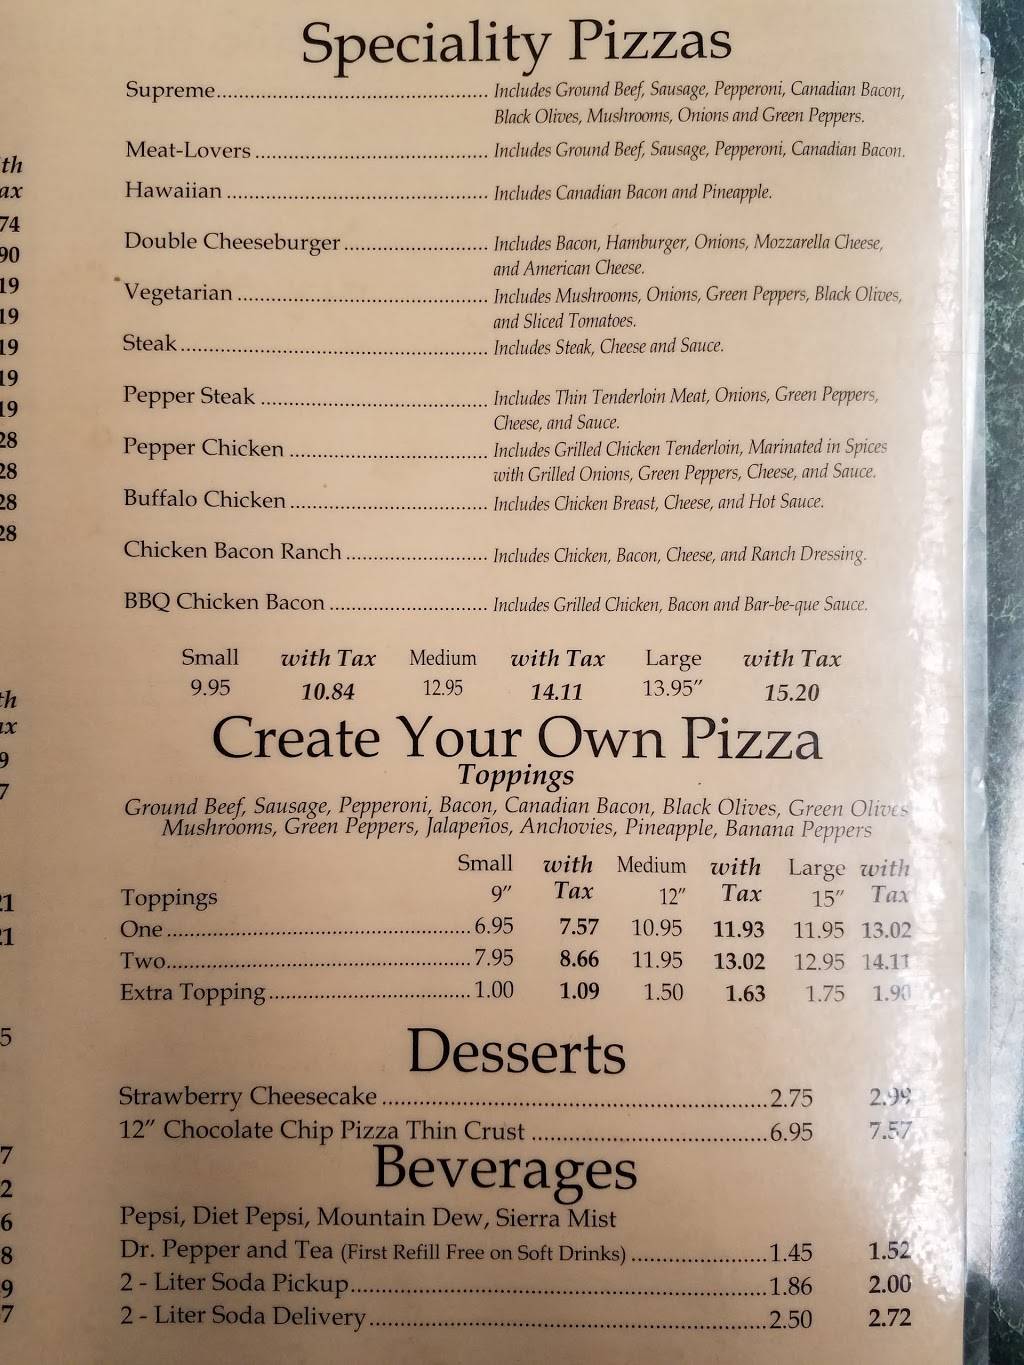 Speciality Pizzas
Supreme Includes Ground Beef, Sausage, Pepperoni, Canadian Bacon,
Black Olives, Mushrooms, Onions and Green Peppers.
Meat-Lovers Includes Ground Beef, Sausage, Pepperoni, Canadian Bacon.
Hawaiian Includes Canadian Bacon and Pineapple.
Double Cheeseburger Includes Bacon, Hamburger, Onions, Mozzarella Cheese,
and American Cheese.
Vegetarian Includes Mushrooms, Onions, Green Peppers, Black Olives,
and Sliced Tomatoes.
Steak Includes Steak, Cheese and Sauce.
Pepper Steak Includes Thin Tenderloin Meat, Onions, Green Peppers,
Cheese, and Sauce.
Pepper Chicken Includes Grilled Chicken Tenderloin, Marinated in Spices
with Grilled Onions, Green Peppers, Cheese, and Sauce.
Buffalo Chicken Includes Chicken Breast, Cheese, and Hot Sauce.
Chicken Bacon Ranch Includes Chicken, Bacon, Cheese, and Ranch Dressing.
BBQ Chicken Bacon Includes Grilled Chicken, Bacon and Bar-be-que Sauce.
Small with Tax Medium with Tax Large with Tax
9.95 10.84 12.95 14.11 13.95" 15.20
Create Your Own Pizza
Toppings
Ground Beef, Sausage, Pepperoni, Bacon, Canadian Bacon, Black Olives, Green Olives
Mushrooms, Green Peppers, Jalapeños, Anchovies, Pineapple, Banana Peppers
Small with Medium with Large with
Toppings 9" Tax 12" Tax 15" Tax
One 6.95 7.57 10.95 11.93 11.95 13.02
Two 7.95 8.66 11.95 13.02 12.95 14.11
Extra Topping 1.00 1.09 1.50 1.63 1.75 1.90
Desserts
Strawberry Cheesecake 2.75 2.99
12" Chocolate Chip Pizza Thin Crust 6.95 7.57
Beverages
Pepsi, Diet Pepsi, Mountain Dew, Sierra Mist
Dr. Pepper and Tea (First Refill Free on Soft Drinks) 1.45 1.52
2 - Liter Soda Pickup 1.86 2.00
2 - Liter Soda Delivery 2.50 2.72